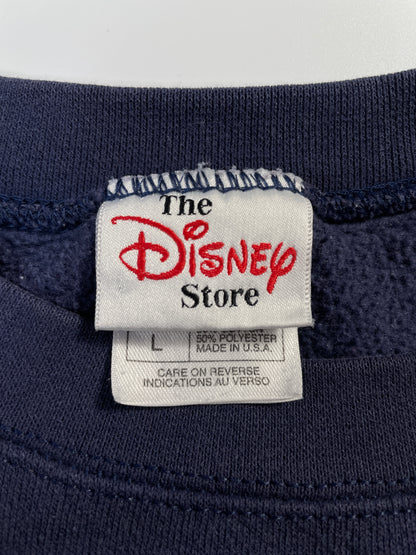 The
Disney
Store
L
50% POLYESTER
MADE IN U.S.A.
CARE ON REVERSE
INDICATIONS AU VERSO